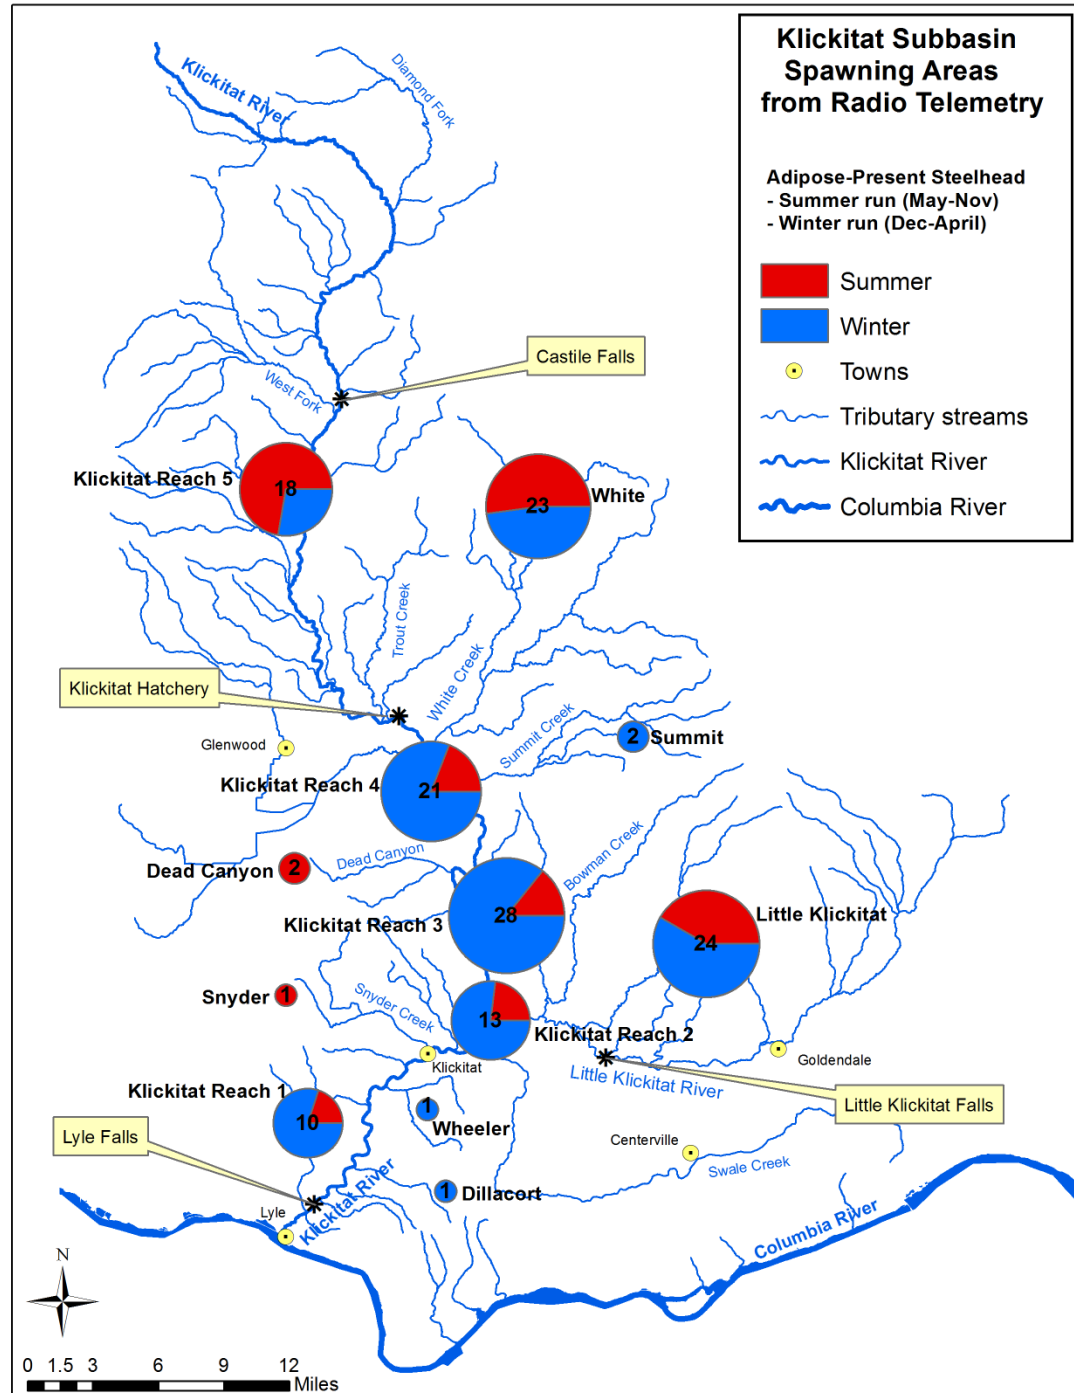 Klickitat Subbasin
Spawning Areas
from Radio Telemetry
Adipose-Present Steelhead
- Summer run (May-Nov)
- Winter run (Dec-April)
Summer
Winter
Towns
Tributary streams
Klickitat River
Columbia River
Klickitat River
Diamond Fork
Castile Falls
West Fork
Klickitat Reach 5
18
23
White
Trout Creek
White Creek
Klickitat Hatchery
Glenwood
Summit Creek
2
Summit
Klickitat Reach 4
21
Dead Canyon
2
Dead Canyon
Bowman Creek
Klickitat Reach 3
28
Little Klickitat
24
Snyder
1
Snyder Creek
13
Klickitat Reach 2
Klickitat
Goldendale
Little Klickitat River
Klickitat Reach 1
10
1
Wheeler
Little Klickitat Falls
Lyle Falls
Centerville
Swale Creek
1
Dillacort
Klickitat River
Lyle
Columbia River
N
0 1.5 3 6 9 12
Miles